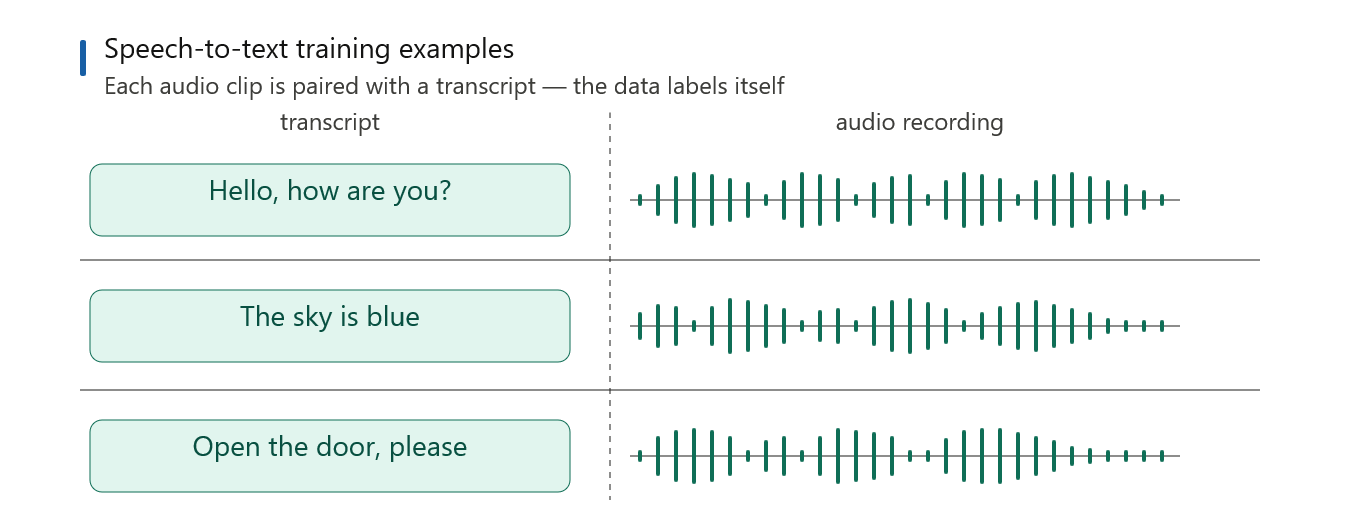 Speech-to-text training examples
Each audio clip is paired with a transcript — the data labels itself
transcript
audio recording
Hello, how are you?
The sky is blue
Open the door, please